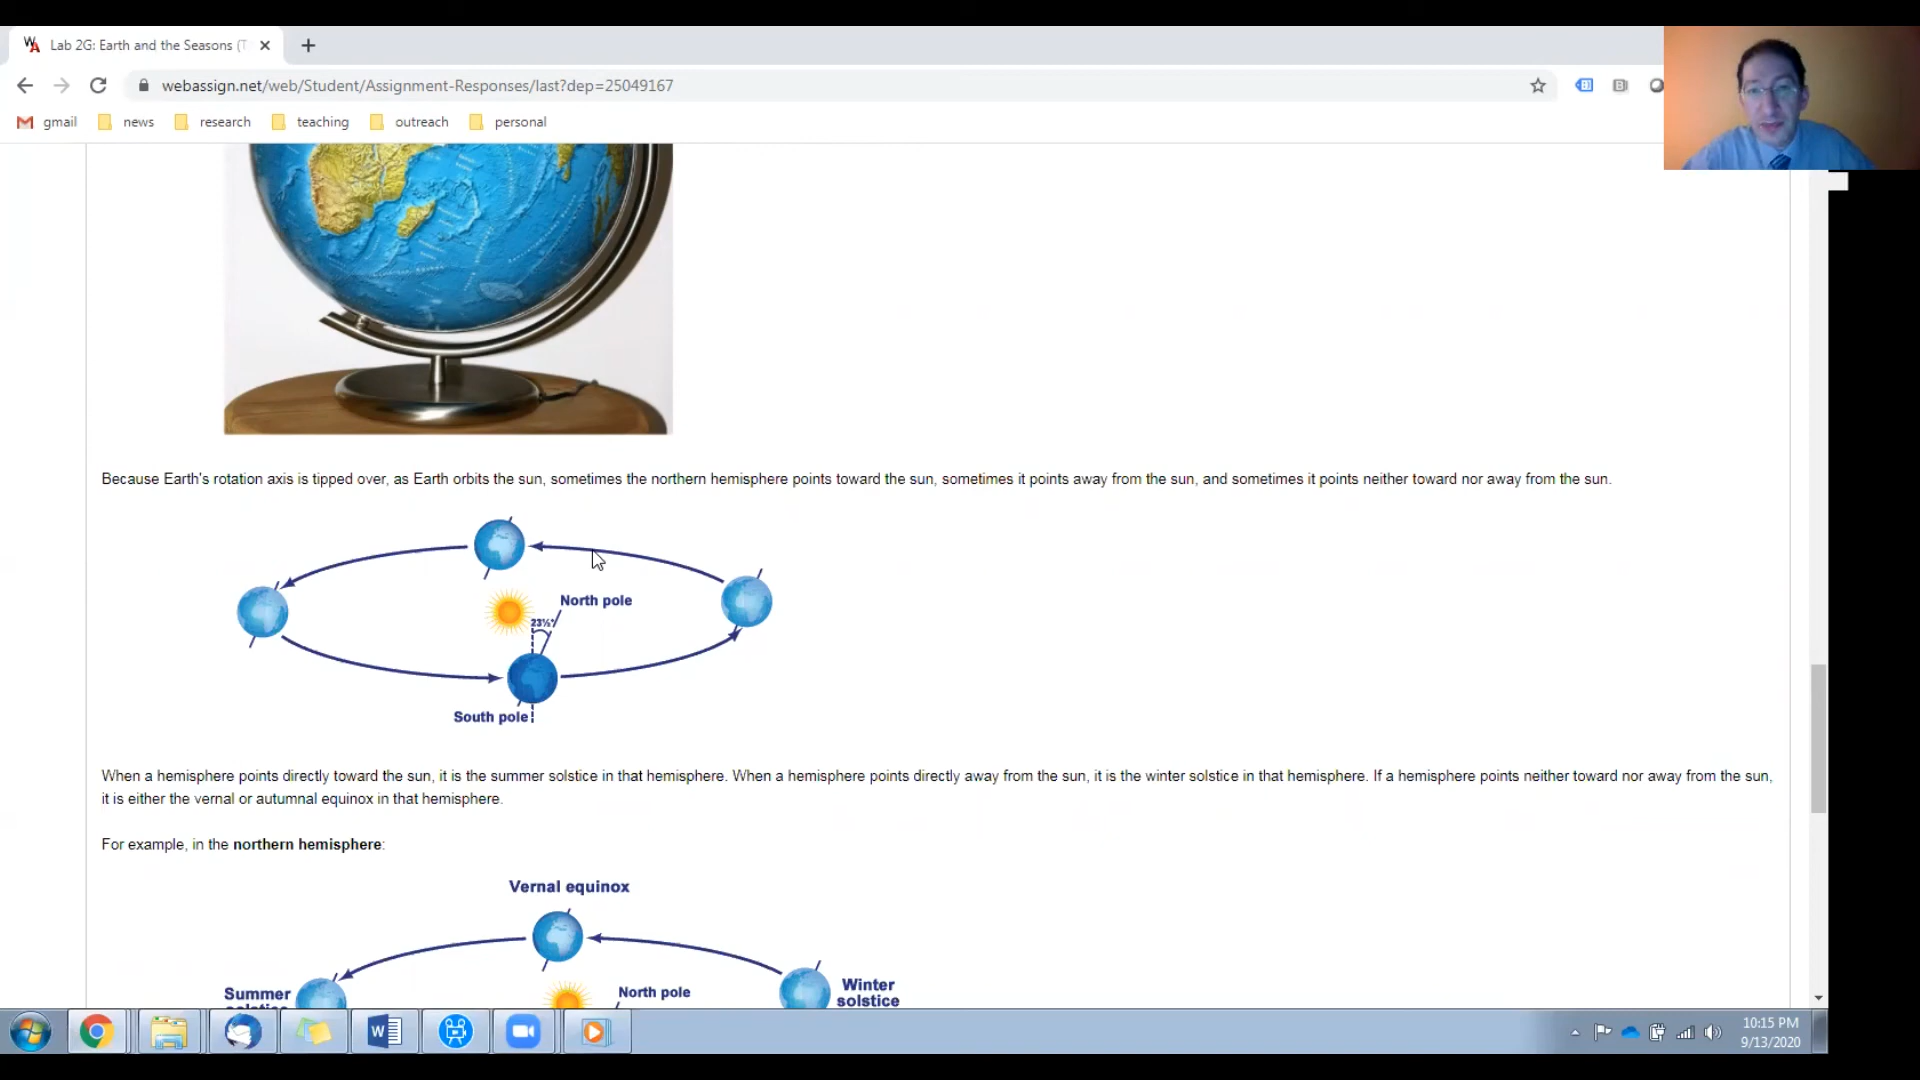 Lab 2G: Earth and the Seasons (T
webassign.net/web/Student/Assignment-Responses/last?dep=25049167
gmail news research teaching outreach personal
Because Earth's rotation axis is tipped over, as Earth orbits the sun, sometimes the northern hemisphere points toward the sun, sometimes it points away from the sun, and sometimes it points neither toward nor away from the sun.
North pole
23½°
South pole
When a hemisphere points directly toward the sun, it is the summer solstice in that hemisphere. When a hemisphere points directly away from the sun, it is the winter solstice in that hemisphere. If a hemisphere points neither toward nor away from the sun,
it is either the vernal or autumnal equinox in that hemisphere.
For example, in the northern hemisphere:
Vernal equinox
Summer
solstice
North pole
Winter
solstice
10:15 PM
9/13/2020